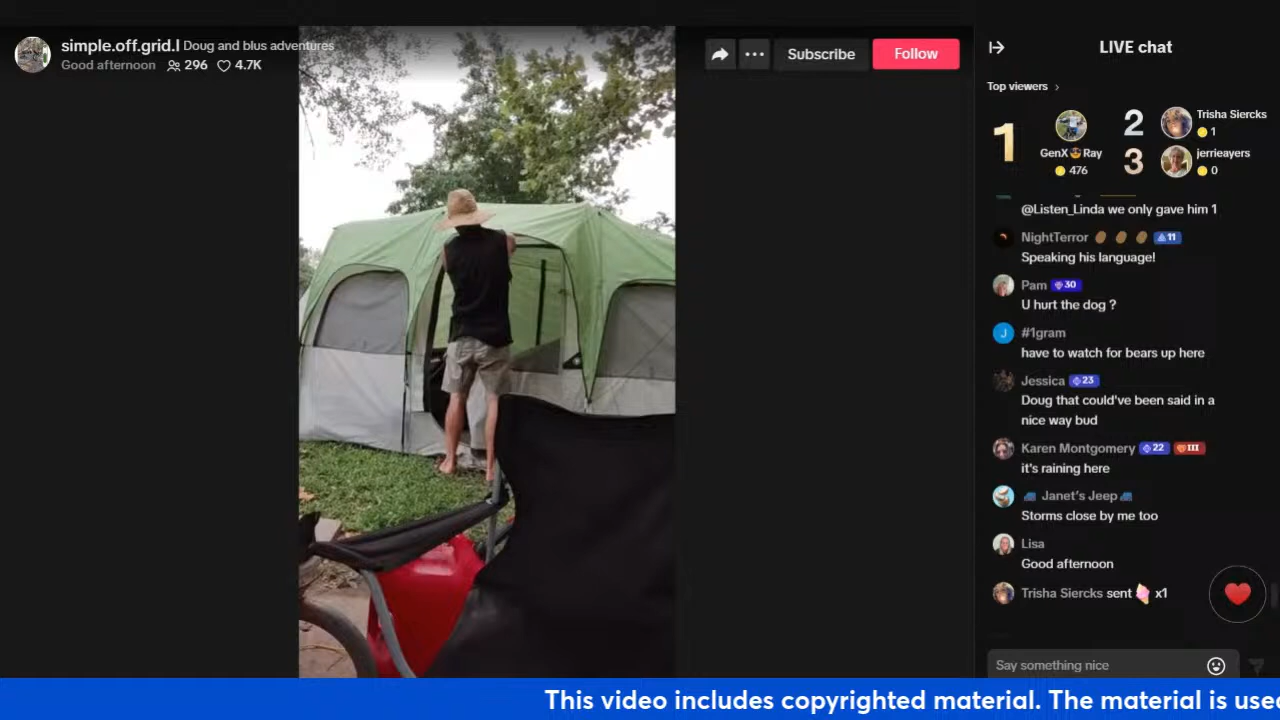 simple.off.grid.l Doug and blus adventures
Good afternoon 296 4.7K
Subscribe
Follow
LIVE chat
Top viewers
1
GenX Ray
476
2
Trisha Siercks
1
3
jerrieayers
0
@Listen_Linda we only gave him 1
NightTerror 11
Speaking his language!
Pam 30
U hurt the dog ?
J
#1gram
have to watch for bears up here
Jessica 23
Doug that could've been said in a
nice way bud
Karen Montgomery 22 III
it's raining here
Janet's Jeep
Storms close by me too
Lisa
Good afternoon
Trisha Siercks sent x1
Say something nice
This video includes copyrighted material. The material is used